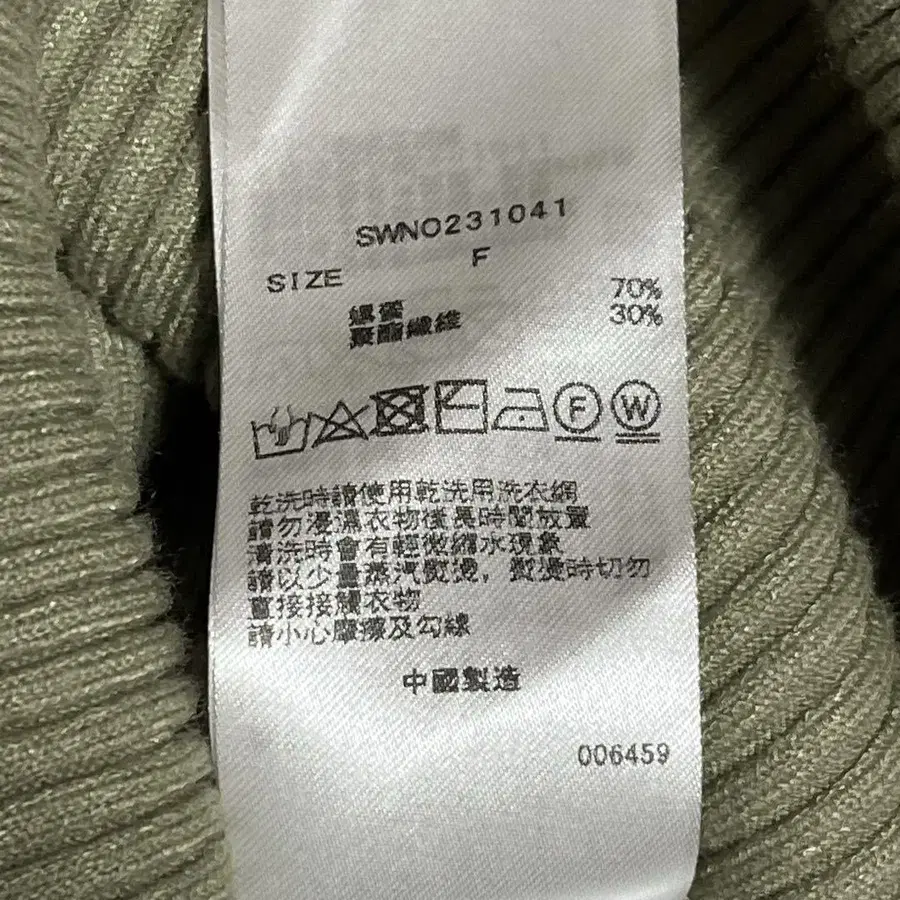 SWNO231041
SIZE F
嫘縈 70%
聚酯纖維 30%
F W
乾洗時請使用乾洗用洗衣網
請勿浸濕衣物後長時間放置
清洗時會有輕微縮水現象
請以少量蒸汽熨燙，熨燙時切勿
直接接觸衣物
請小心摩擦及勾線
中國製造
006459